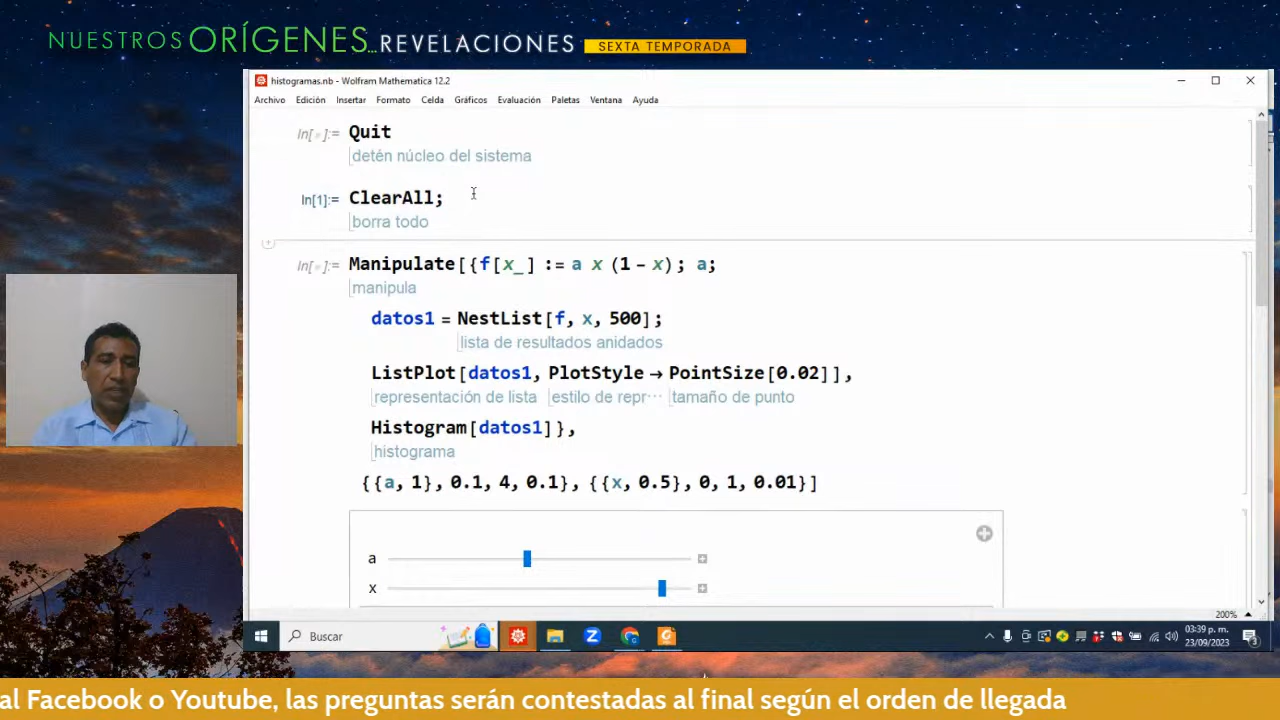 NUESTROS ORÍGENES... REVELACIONES SEXTA TEMPORADA
histogramas.nb - Wolfram Mathematica 12.2
Archivo Edición Insertar Formato Celda Gráficos Evaluación Paletas Ventana Ayuda
In[ ]:= Quit
detén núcleo del sistema
In[1]:= ClearAll;
borra todo
In[ ]:= Manipulate[{f[x_] := a x (1 - x); a;
manipula
datos1 = NestList[f, x, 500];
lista de resultados anidados
ListPlot[datos1, PlotStyle → PointSize[0.02]],
representación de lista estilo de repr⋯ tamaño de punto
Histogram[datos1]},
histograma
{{a, 1}, 0.1, 4, 0.1}, {{x, 0.5}, 0, 1, 0.01}]
a
x
200%
Buscar
03:39 p. m.
23/09/2023
al Facebook o Youtube, las preguntas serán contestadas al final según el orden de llegada